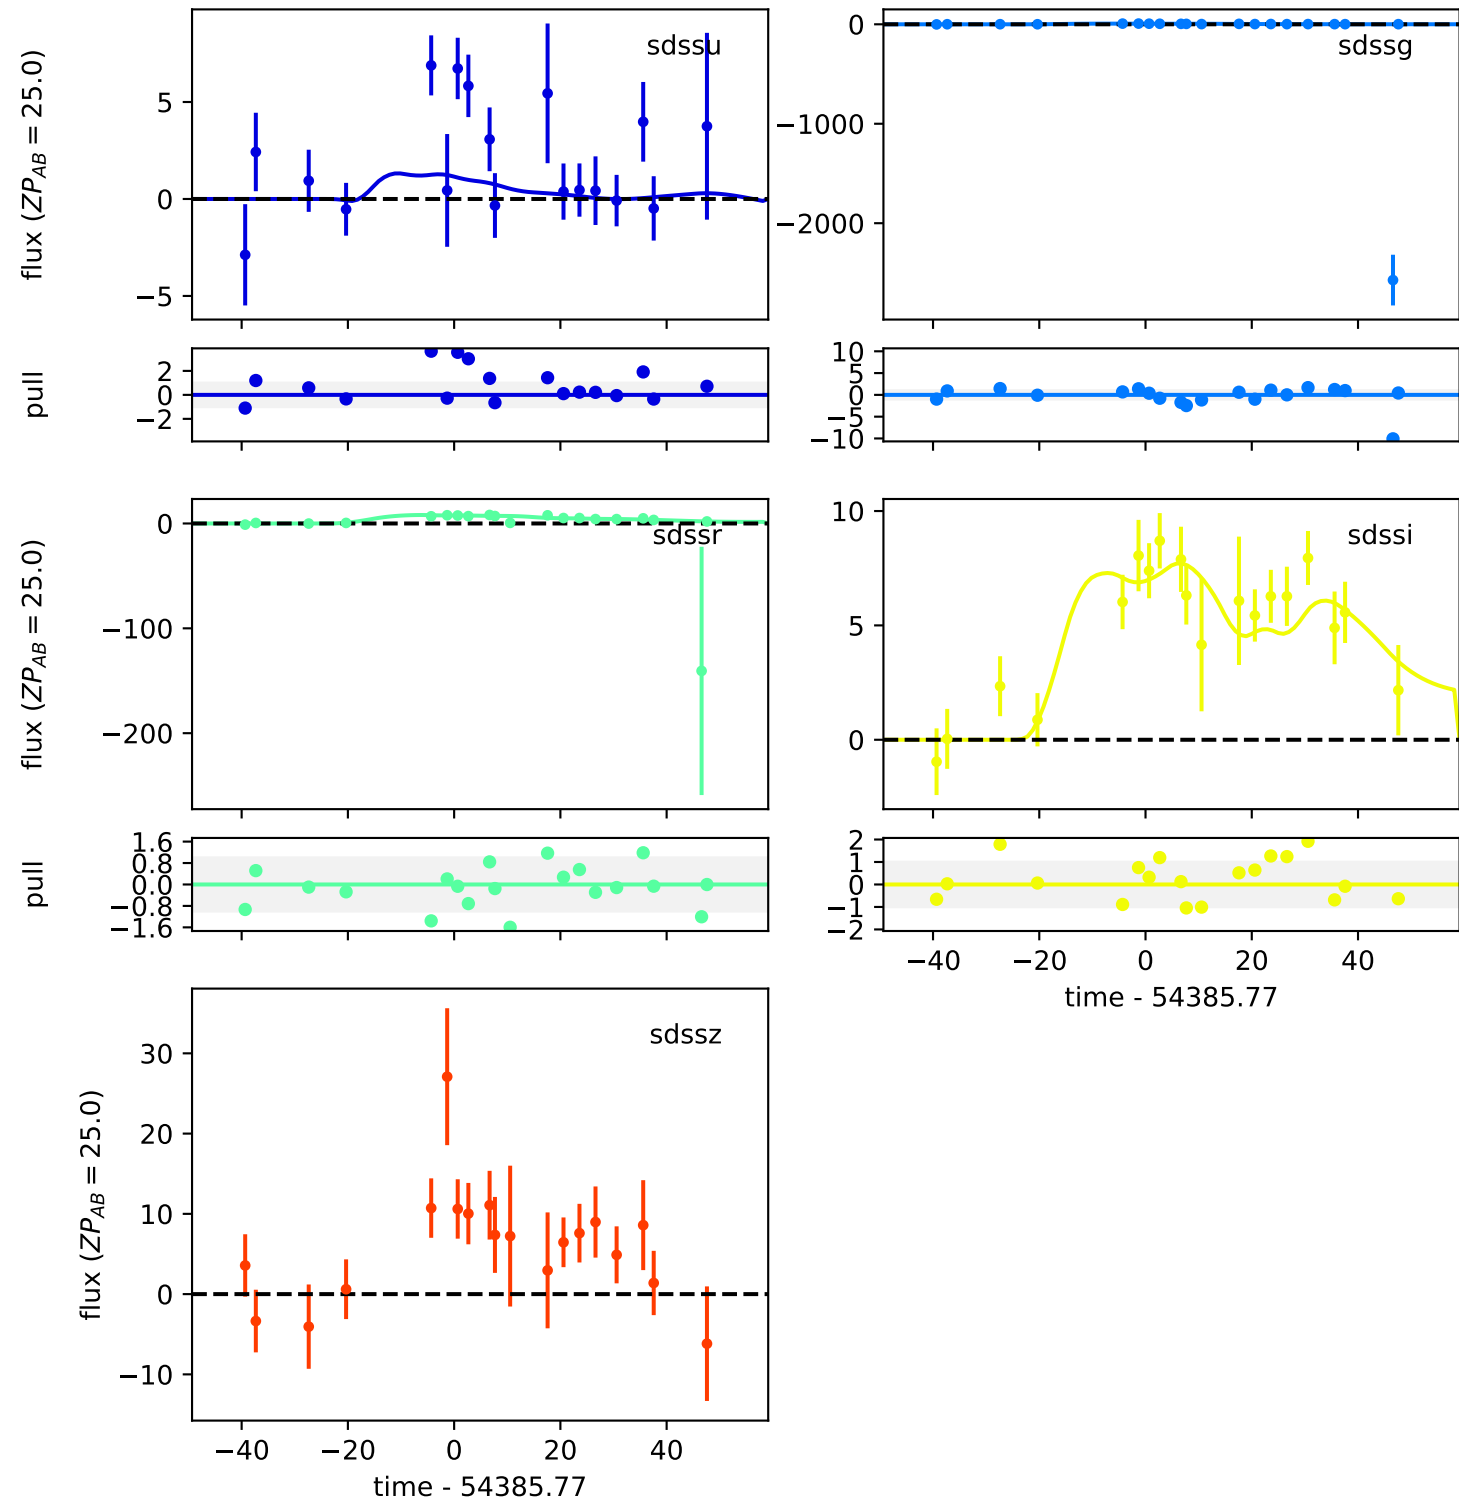 sdssu
flux (ZP_AB = 25.0)
5
0
−5
sdssg
0
−1000
−2000
pull
2
0
−2
10
5
0
−5
−10
sdssr
flux (ZP_AB = 25.0)
0
−100
−200
sdssi
10
5
0
pull
1.6
0.8
0.0
−0.8
−1.6
2
1
0
−1
−2
−40 −20 0 20 40
time - 54385.77
sdssz
flux (ZP_AB = 25.0)
30
20
10
0
−10
−40 −20 0 20 40
time - 54385.77